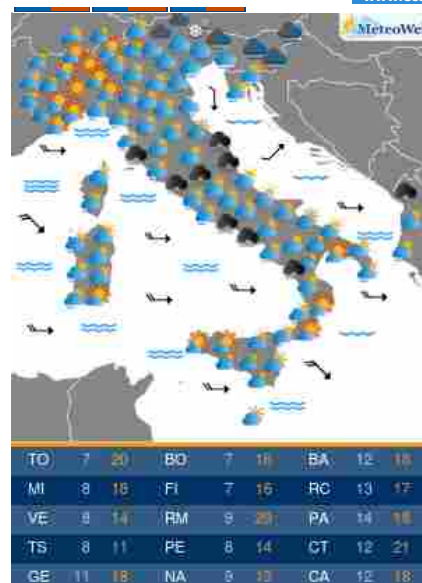 MeteoWe
TO 7 20 BO 7 18 BA 12 18
MI 8 18 FI 7 16 RC 13 17
VE 8 14 RM 9 20 PA 14 18
TS 8 11 PE 8 14 CT 12 21
GE 11 18 NA 9 CA 12 18